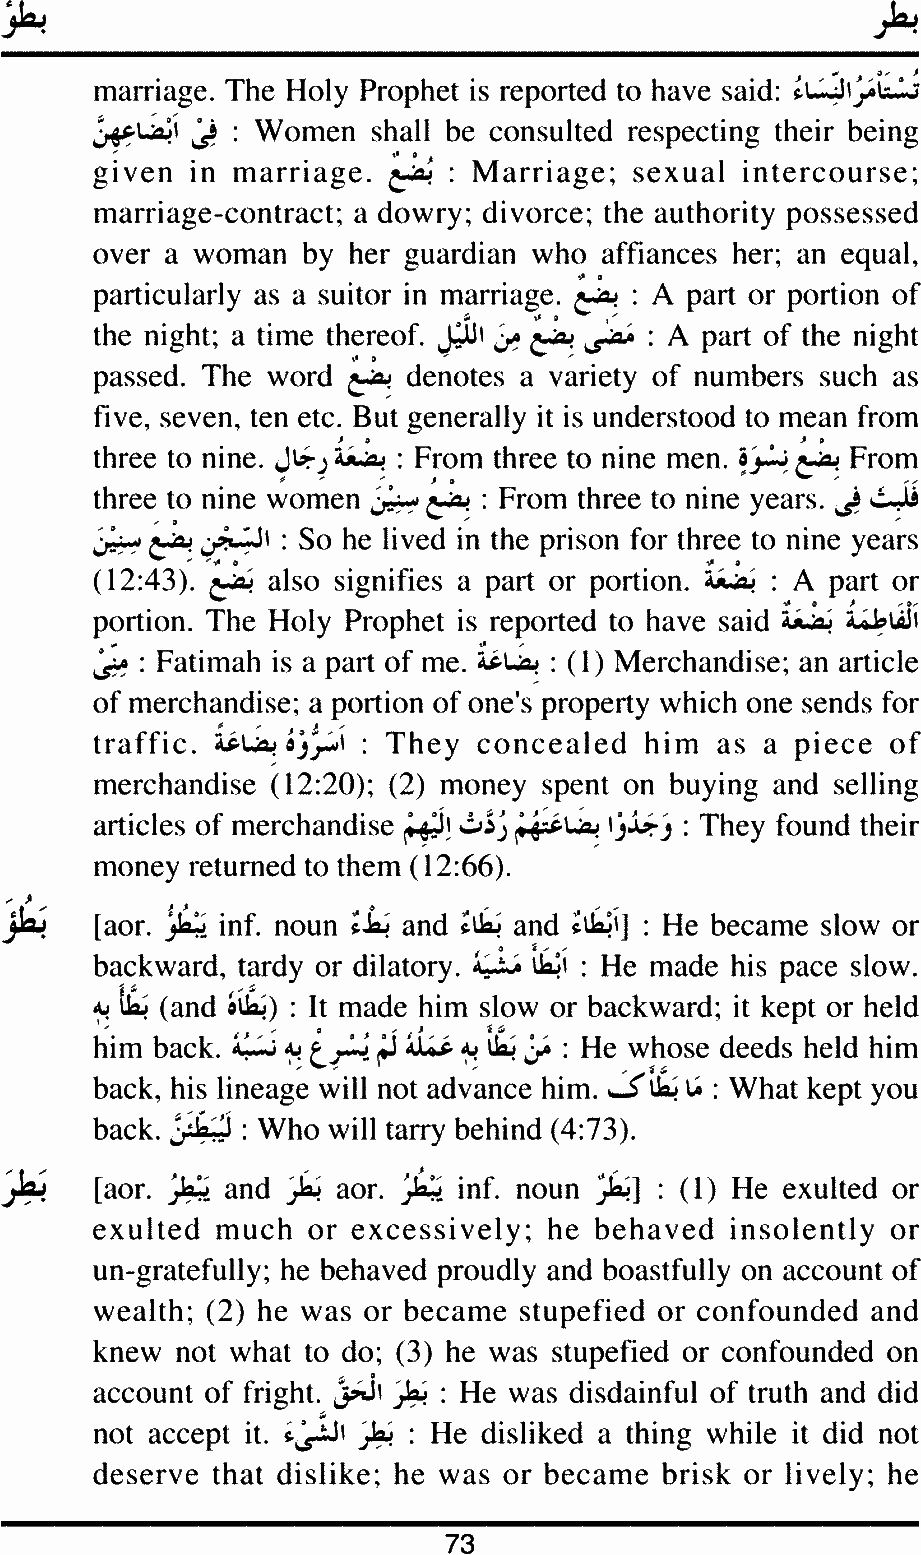 بطؤ بطر
marriage. The Holy Prophet is reported to have said: تُسْتَأْمَرُ النِّسَاءُ
فِیْ اَبْضَاعِهِنَّ : Women shall be consulted respecting their being
given in marriage. بُضْعٌ : Marriage; sexual intercourse;
marriage-contract; a dowry; divorce; the authority possessed
over a woman by her guardian who affiances her; an equal,
particularly as a suitor in marriage. بِضْعٌ : A part or portion of
the night; a time thereof. مَضٰی بِضْعٌ مِنَ اللَّیْلِ : A part of the night
passed. The word بِضْعٌ denotes a variety of numbers such as
five, seven, ten etc. But generally it is understood to mean from
three to nine. بِضْعَةُ رِجَالٍ : From three to nine men. بِضْعُ نِسْوَةٍ From
three to nine women بِضْعُ سِنِیْنَ : From three to nine years. فَلَبِثَ فِی
السِّجْنِ بِضْعَ سِنِیْنَ : So he lived in the prison for three to nine years
(12:43). بُضْعٌ also signifies a part or portion. بُضْعَةٌ : A part or
portion. The Holy Prophet is reported to have said اَلْفَاطِمَةُ بُضْعَةٌ
مِنِّیْ : Fatimah is a part of me. بِضَاعَةٌ : (1) Merchandise; an article
of merchandise; a portion of one's property which one sends for
traffic. اَسَرُّوْهُ بِضَاعَةً : They concealed him as a piece of
merchandise (12:20); (2) money spent on buying and selling
articles of merchandise وَجَدُوْا بِضَاعَتَهُمْ رُدَّتْ اِلَیْهِمْ : They found their
money returned to them (12:66).
بَطُؤَ [aor. یَبْطُؤُ inf. noun بُطْءٌ and بِطَاءٌ and اِبْطَاءٌ] : He became slow or
backward, tardy or dilatory. اَبْطَأَ مَشْیَهٗ : He made his pace slow.
بَطَّأَ بِهٖ (and بَطَّاهُ) : It made him slow or backward; it kept or held
him back. مَنْ بَطَّأَ بِهٖ عَمَلُهٗ لَمْ یُسْرِعْ بِهٖ نَسَبُهٗ : He whose deeds held him
back, his lineage will not advance him. مَا بَطَّأَ کَ : What kept you
back. لَیُبَطِّئَنَّ : Who will tarry behind (4:73).
بَطِرَ [aor. یَبْطِرُ and بَطَرَ aor. یَبْطُرُ inf. noun بَطَرٌ] : (1) He exulted or
exulted much or excessively; he behaved insolently or
un-gratefully; he behaved proudly and boastfully on account of
wealth; (2) he was or became stupefied or confounded and
knew not what to do; (3) he was stupefied or confounded on
account of fright. بَطِرَ الْحَقَّ : He was disdainful of truth and did
not accept it. بَطِرَ الشَّیْءَ : He disliked a thing while it did not
deserve that dislike; he was or became brisk or lively; he
73